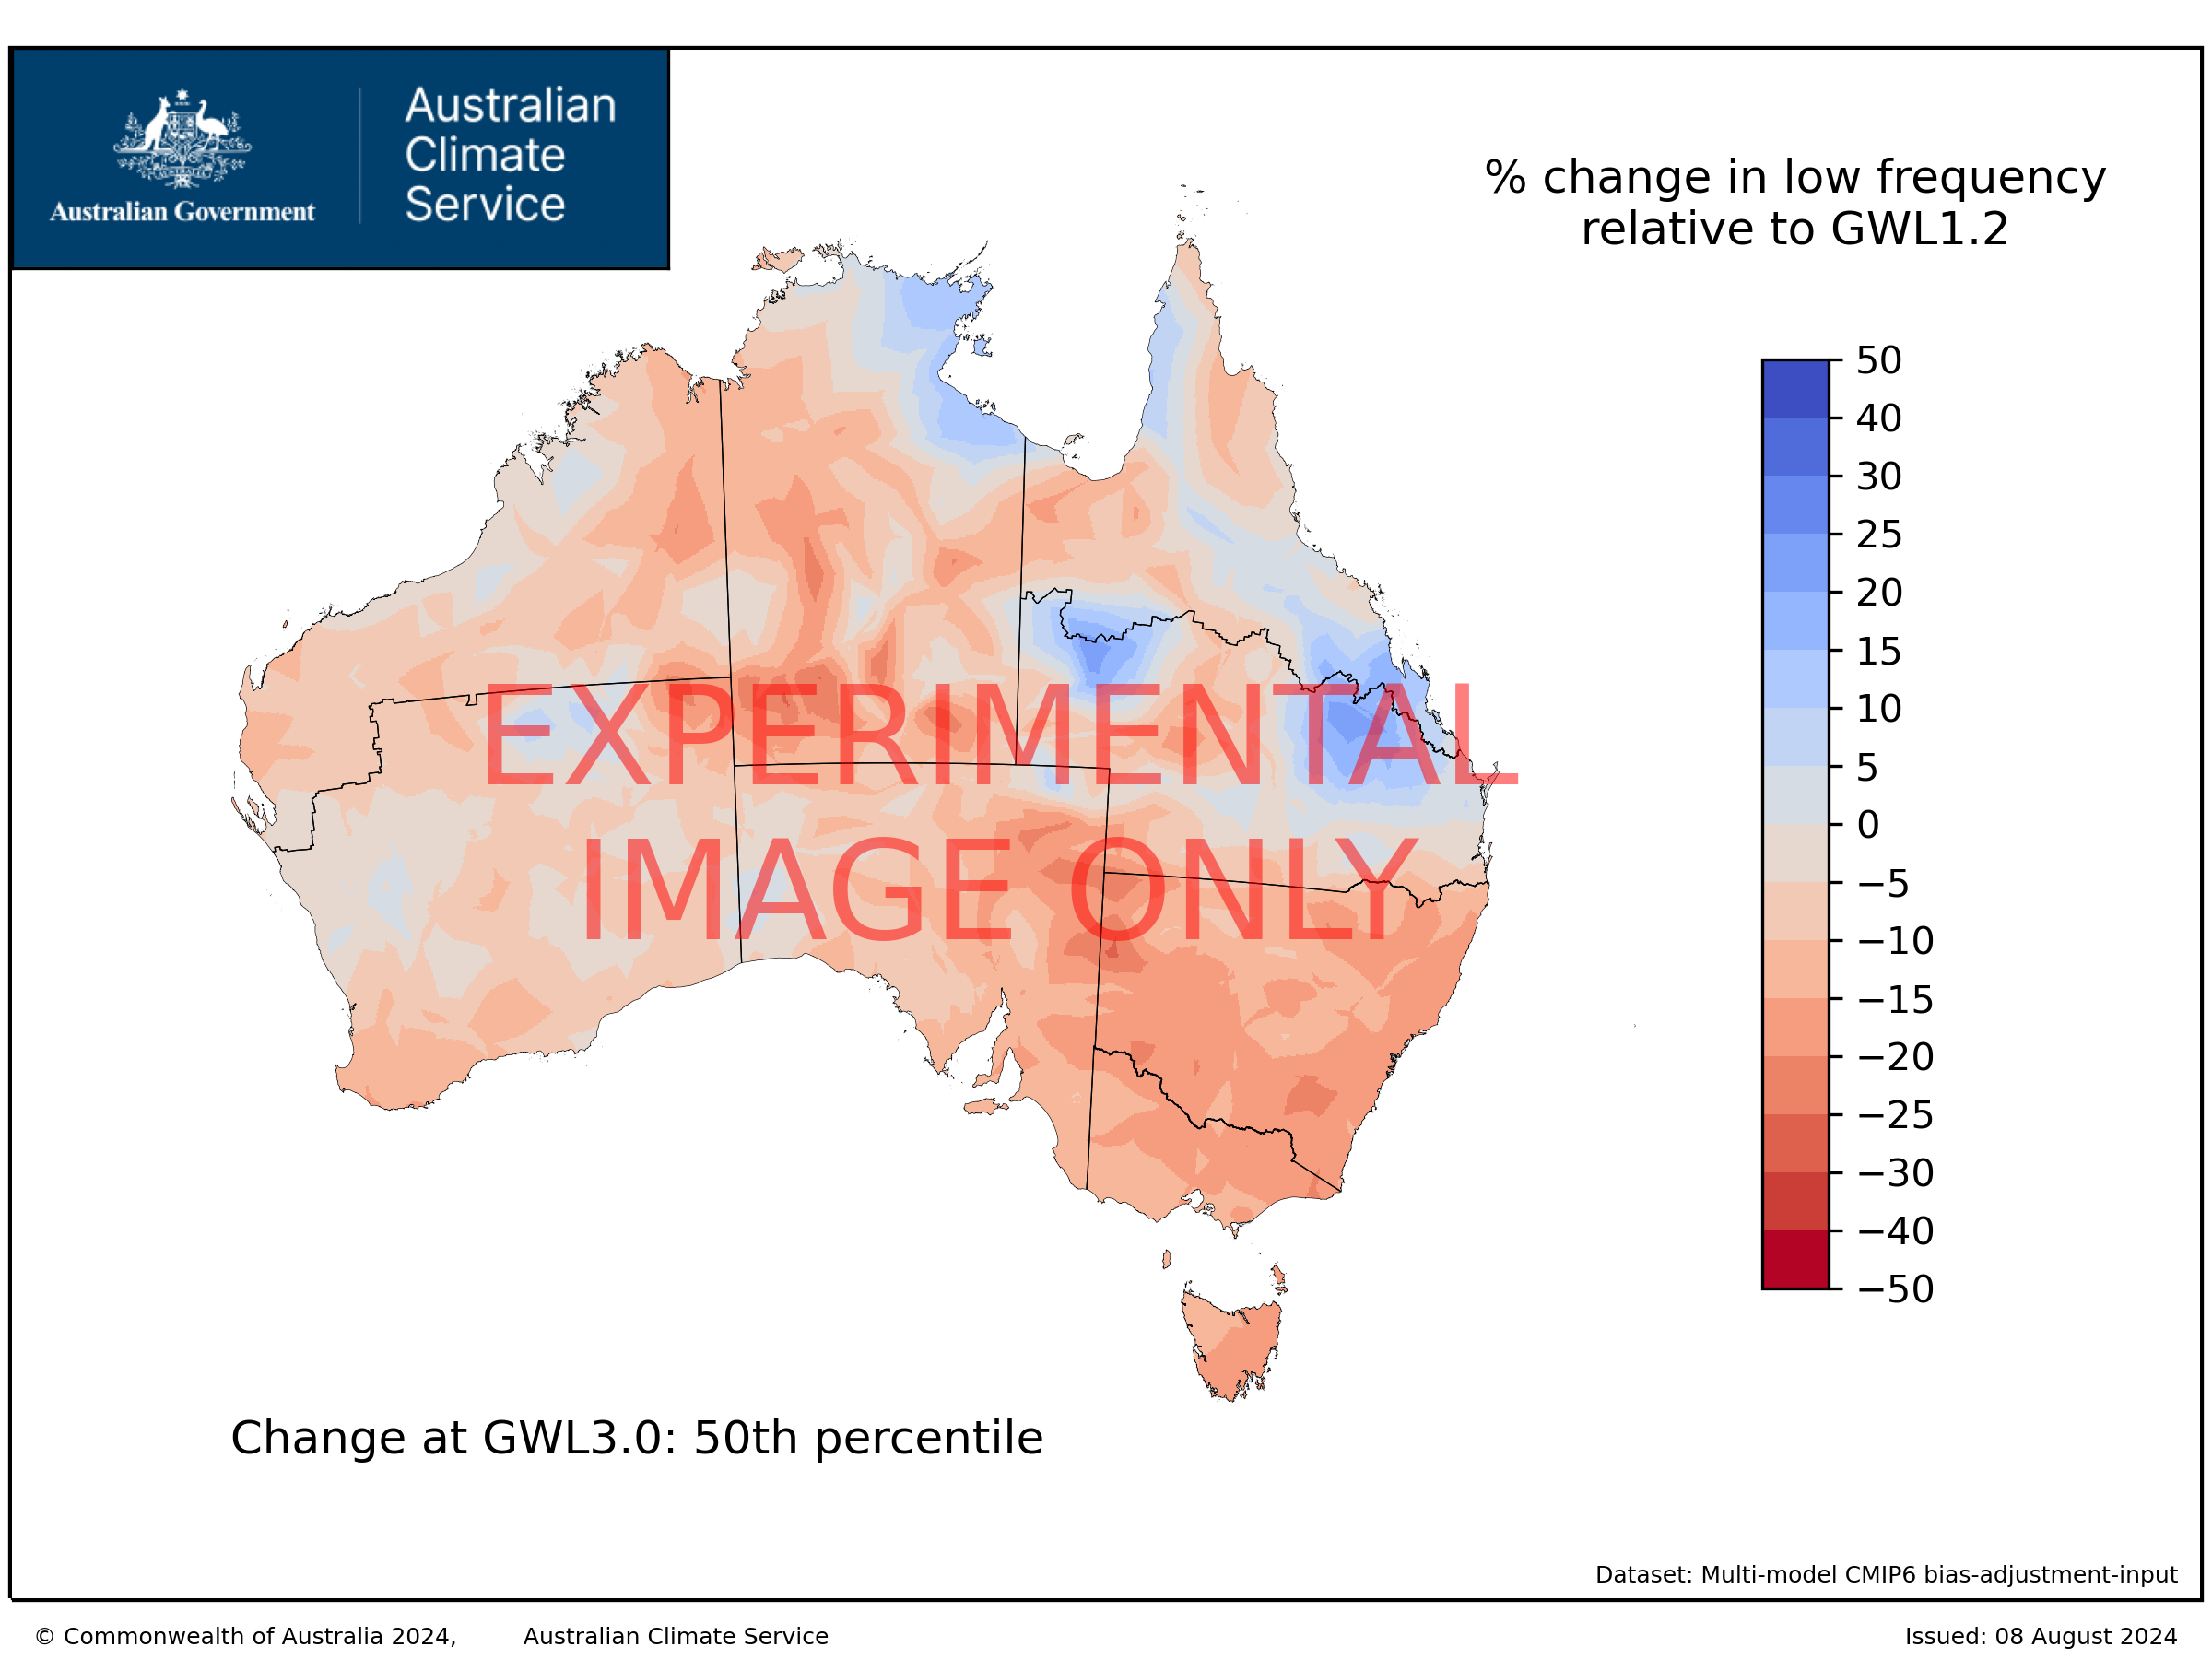 Australian Government
Australian
Climate
Service
% change in low frequency
relative to GWL1.2
50
40
30
25
20
15
10
5
0
−5
−10
−15
−20
−25
−30
−40
−50
EXPERIMENTAL
IMAGE ONLY
Change at GWL3.0: 50th percentile
Dataset: Multi-model CMIP6 bias-adjustment-input
© Commonwealth of Australia 2024, Australian Climate Service
Issued: 08 August 2024